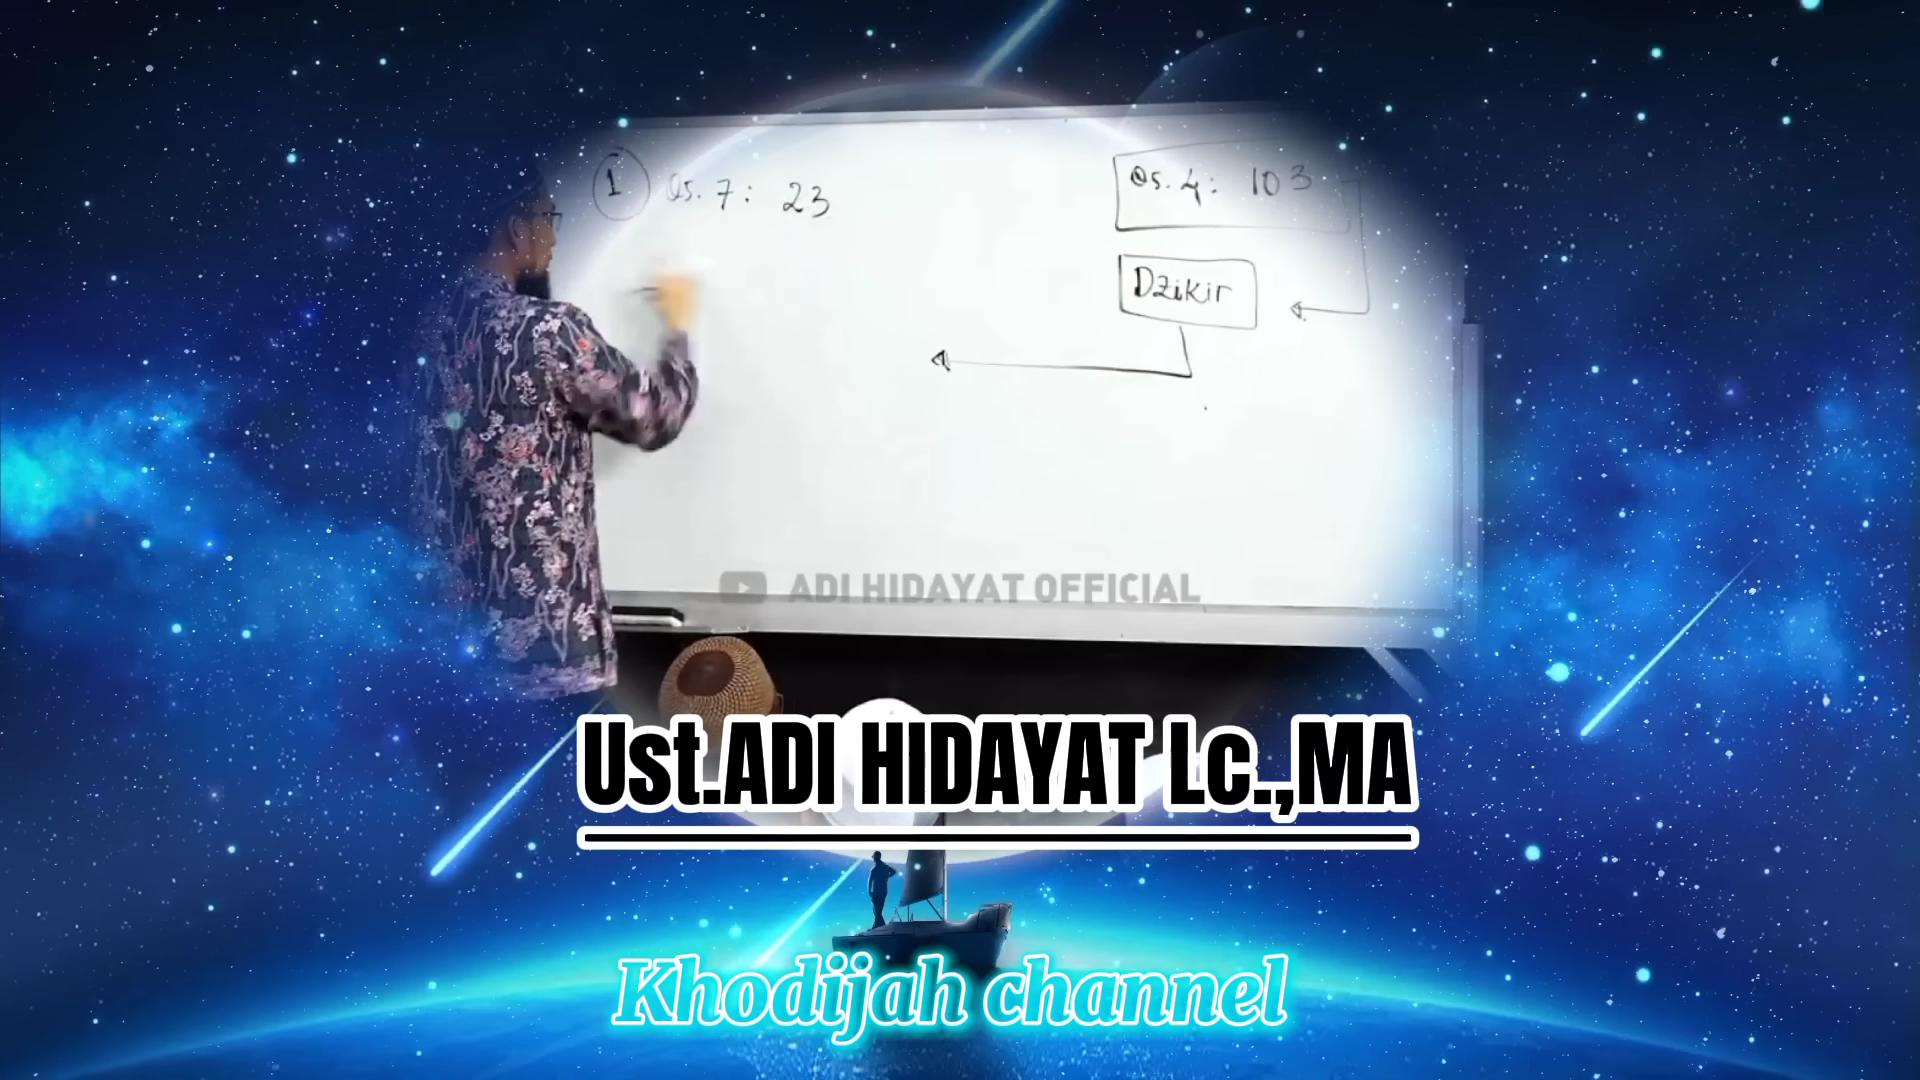 1 Qs. 7: 23
Qs. 4: 103
Dzikir
ADI HIDAYAT OFFICIAL
Ust.ADI HIDAYAT Lc.,MA
Khodijah channel